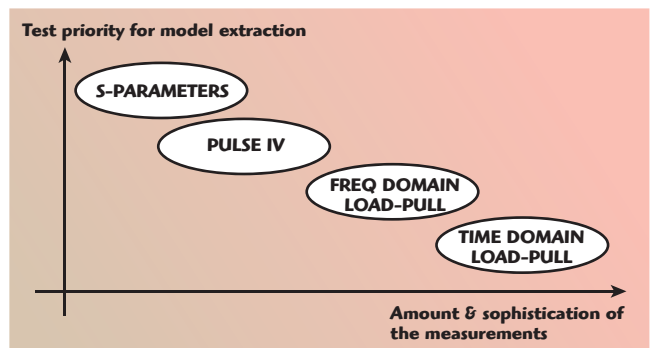 Test priority for model extraction
S-PARAMETERS
PULSE IV
FREQ DOMAIN
LOAD-PULL
TIME DOMAIN
LOAD-PULL
Amount & sophistication of
the measurements